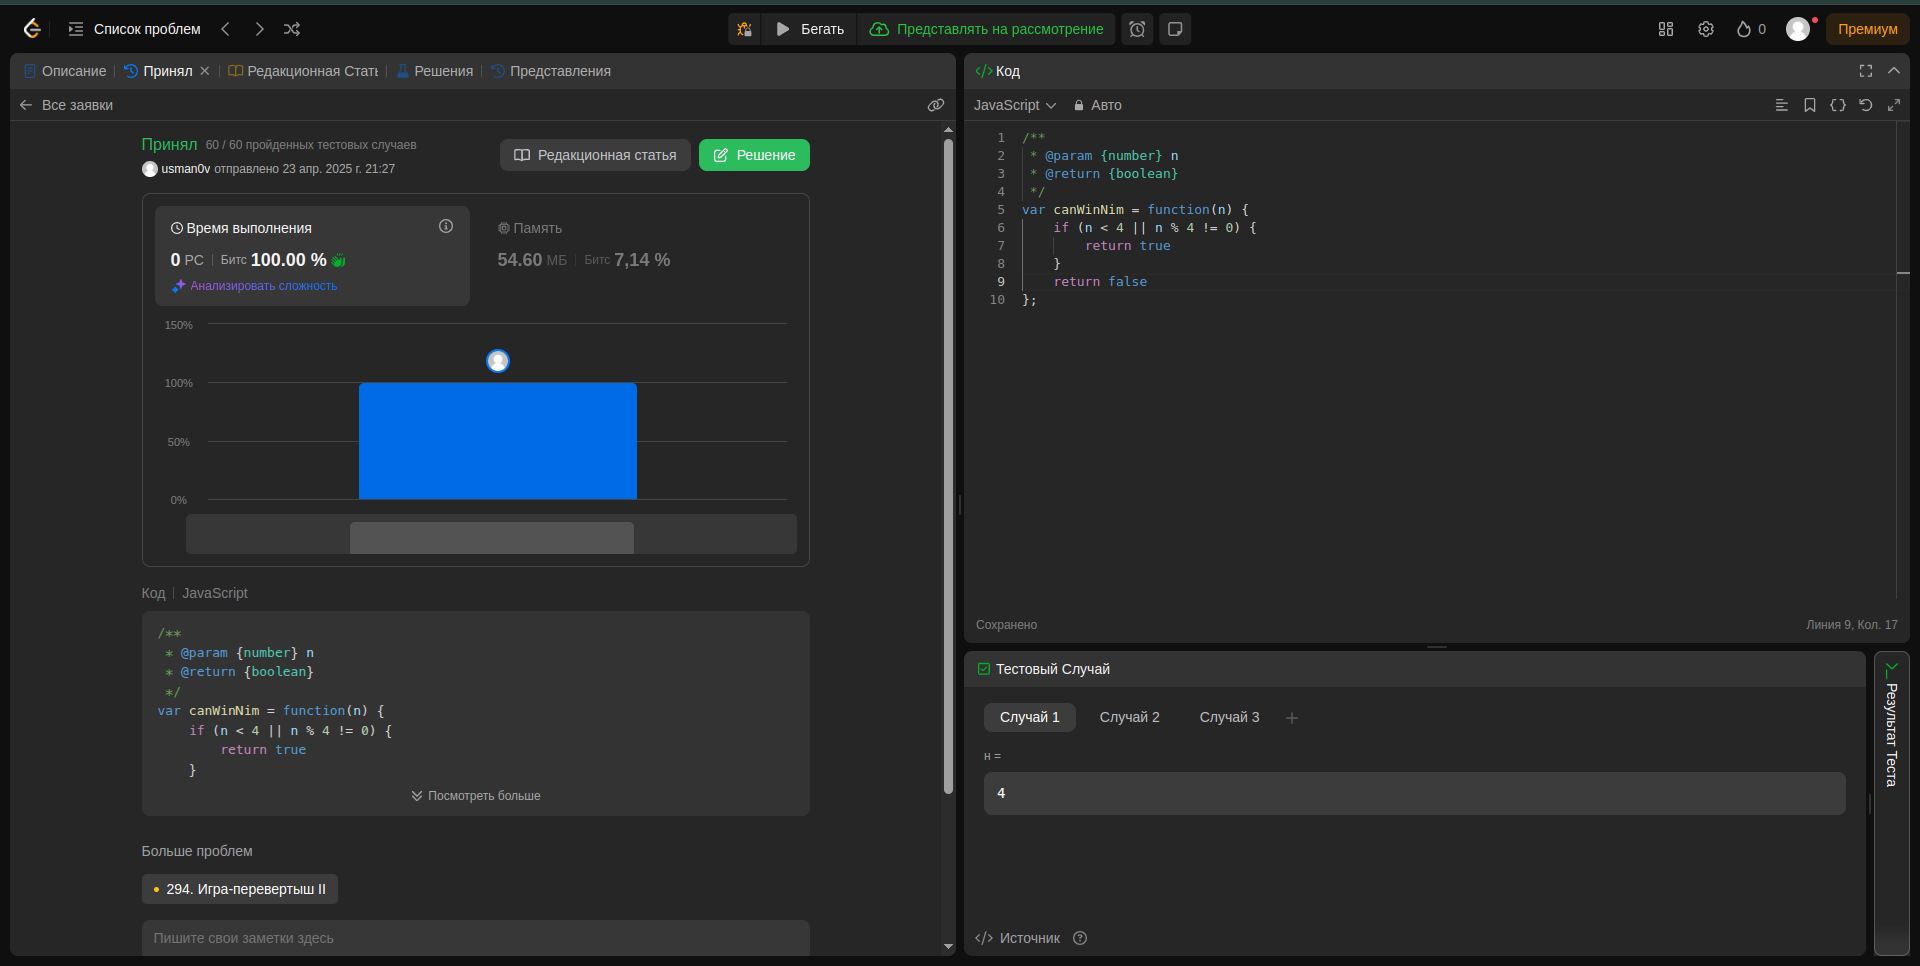 Список проблем
Бегать
Представлять на рассмотрение
0
Премиум
Описание
Принял
Редакционная Стать
Решения
Представления
Все заявки
Принял 60 / 60 пройденных тестовых случаев
usman0v отправлено 23 апр. 2025 г. 21:27
Редакционная статья
Решение
Время выполнения
0 РС | Битс 100.00 %
Анализировать сложность
Память
54.60 МБ | Битс 7,14 %
150%
100%
50%
0%
Код | JavaScript
/**
 * @param {number} n
 * @return {boolean}
 */
var canWinNim = function(n) {
    if (n < 4 || n % 4 != 0) {
        return true
    }
Посмотреть больше
Больше проблем
294. Игра-перевертыш II
Пишите свои заметки здесь
Код
JavaScript
Авто
1 /**
2  * @param {number} n
3  * @return {boolean}
4  */
5 var canWinNim = function(n) {
6     if (n < 4 || n % 4 != 0) {
7         return true
8     }
9     return false
10 };
Сохранено
Линия 9, Кол. 17
Тестовый Случай
Случай 1
Случай 2
Случай 3
н =
4
Источник
Результат Теста